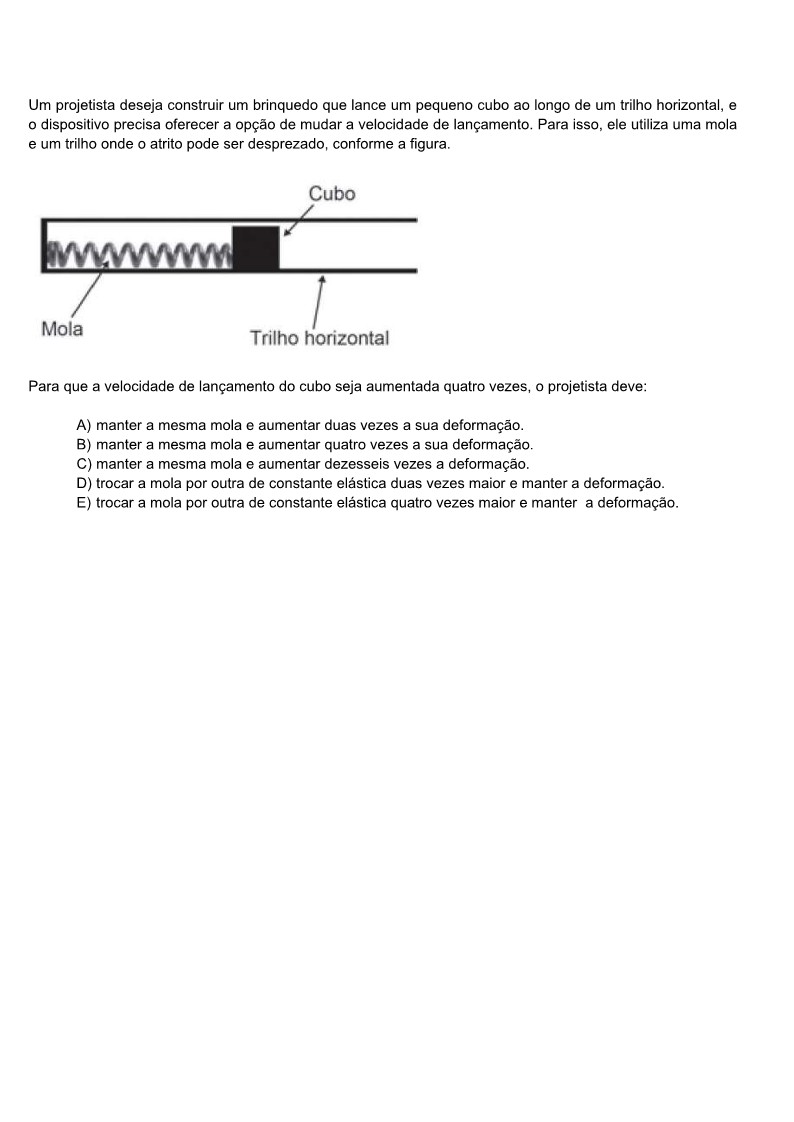 Um projetista deseja construir um brinquedo que lance um pequeno cubo ao longo de um trilho horizontal, e
o dispositivo precisa oferecer a opção de mudar a velocidade de lançamento. Para isso, ele utiliza uma mola
e um trilho onde o atrito pode ser desprezado, conforme a figura.
Cubo
Mola
Trilho horizontal
Para que a velocidade de lançamento do cubo seja aumentada quatro vezes, o projetista deve:
A) manter a mesma mola e aumentar duas vezes a sua deformação.
B) manter a mesma mola e aumentar quatro vezes a sua deformação.
C) manter a mesma mola e aumentar dezesseis vezes a deformação.
D) trocar a mola por outra de constante elástica duas vezes maior e manter a deformação.
E) trocar a mola por outra de constante elástica quatro vezes maior e manter  a deformação.